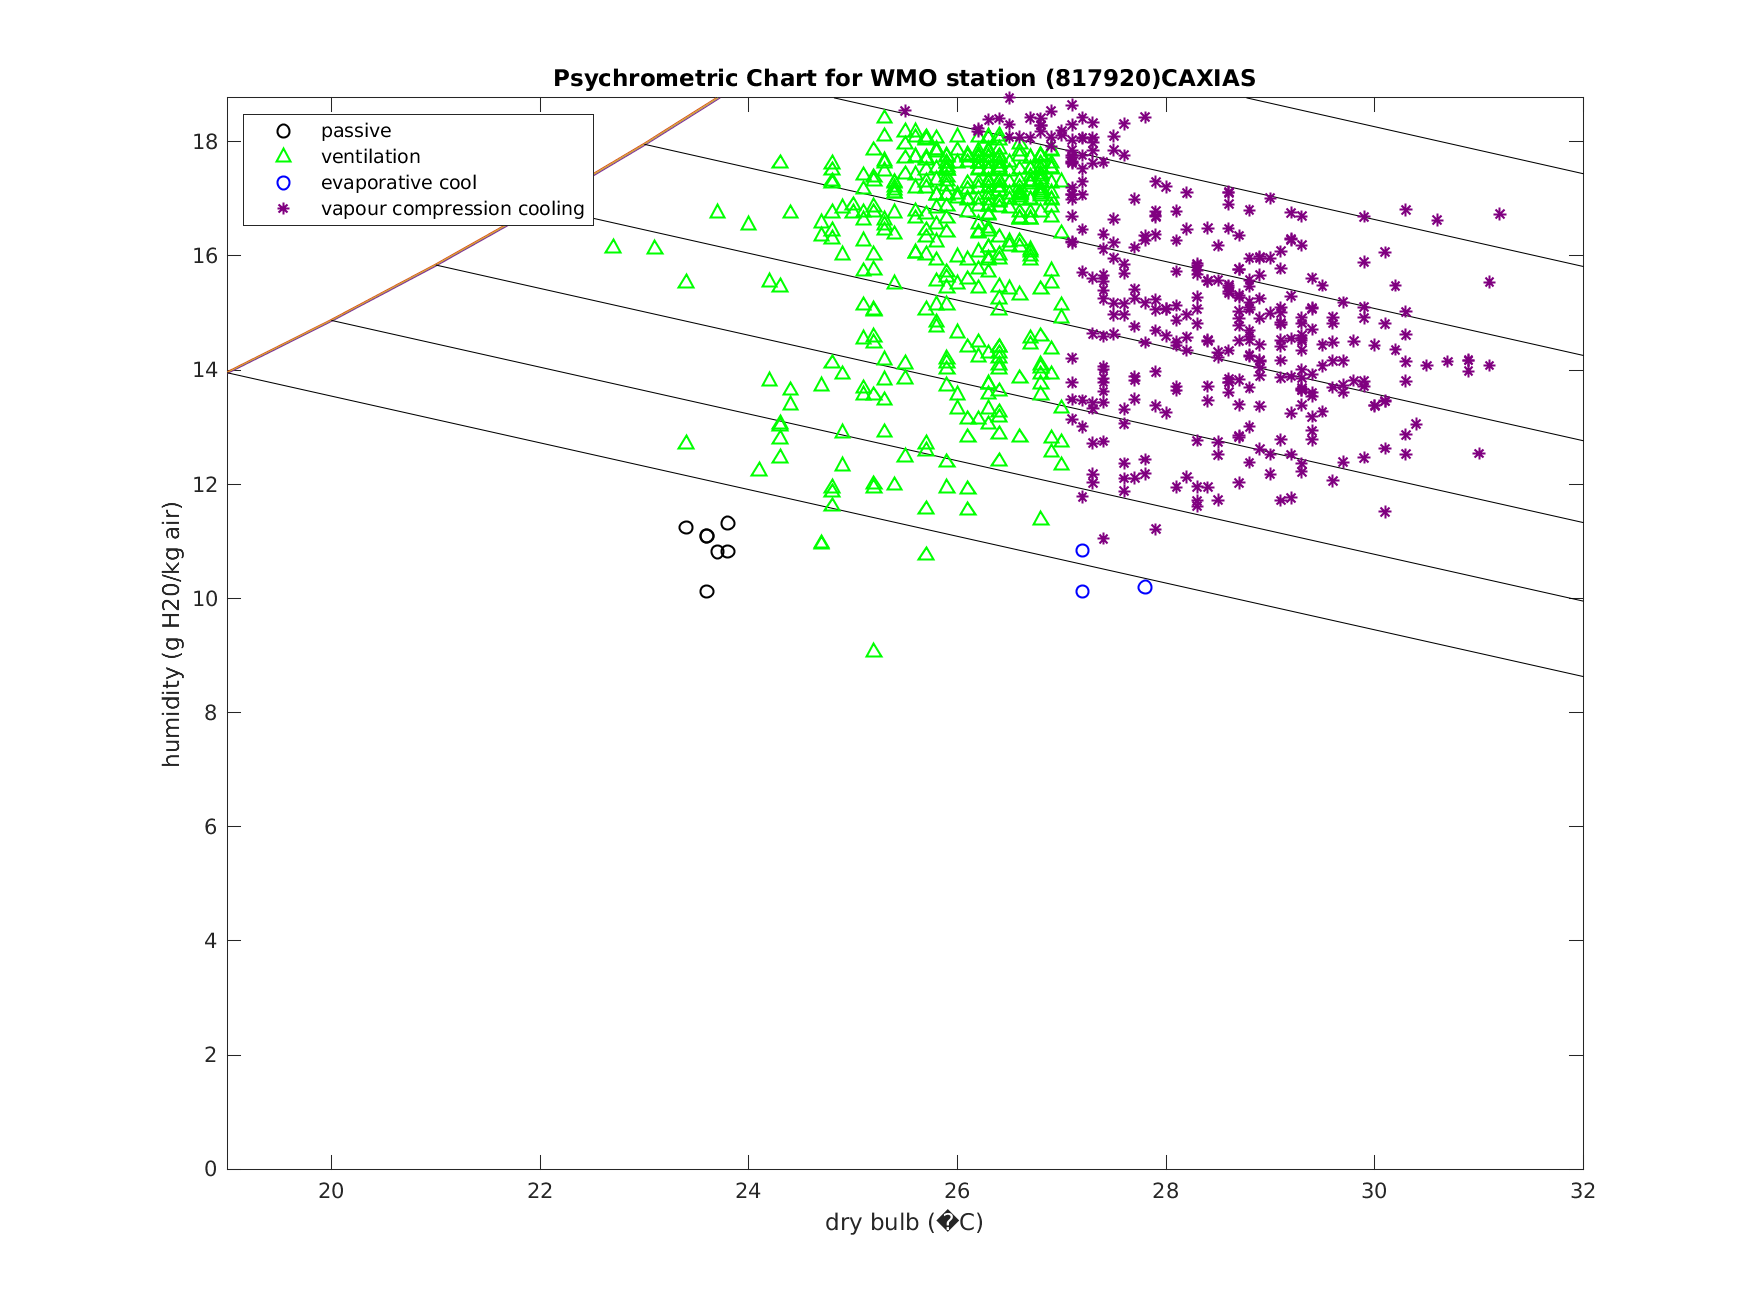 Psychrometric Chart for WMO station (817920)CAXIAS
passive
ventilation
evaporative cool
vapour compression cooling
humidity (g H20/kg air)
18
16
14
12
10
8
6
4
2
0
20 22 24 26 28 30 32
dry bulb (�C)